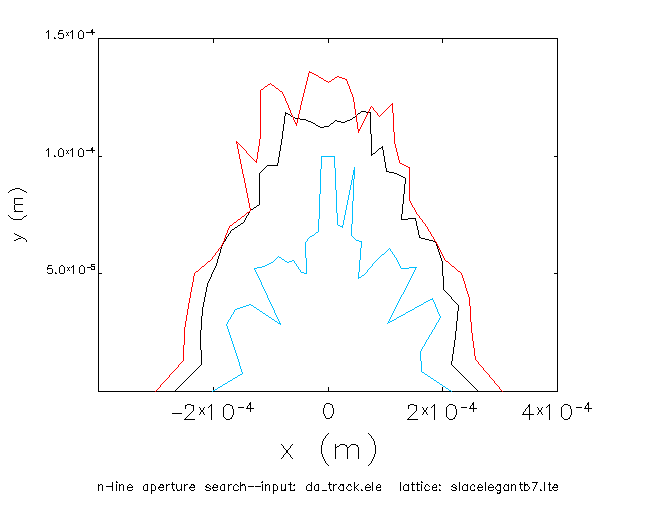 1.5×10⁻⁴
1.0×10⁻⁴
5.0×10⁻⁵
y (m)
−2×10⁻⁴ 0 2×10⁻⁴ 4×10⁻⁴
x (m)
n-line aperture search--input: da_track.ele lattice: slacelegantb7.lte